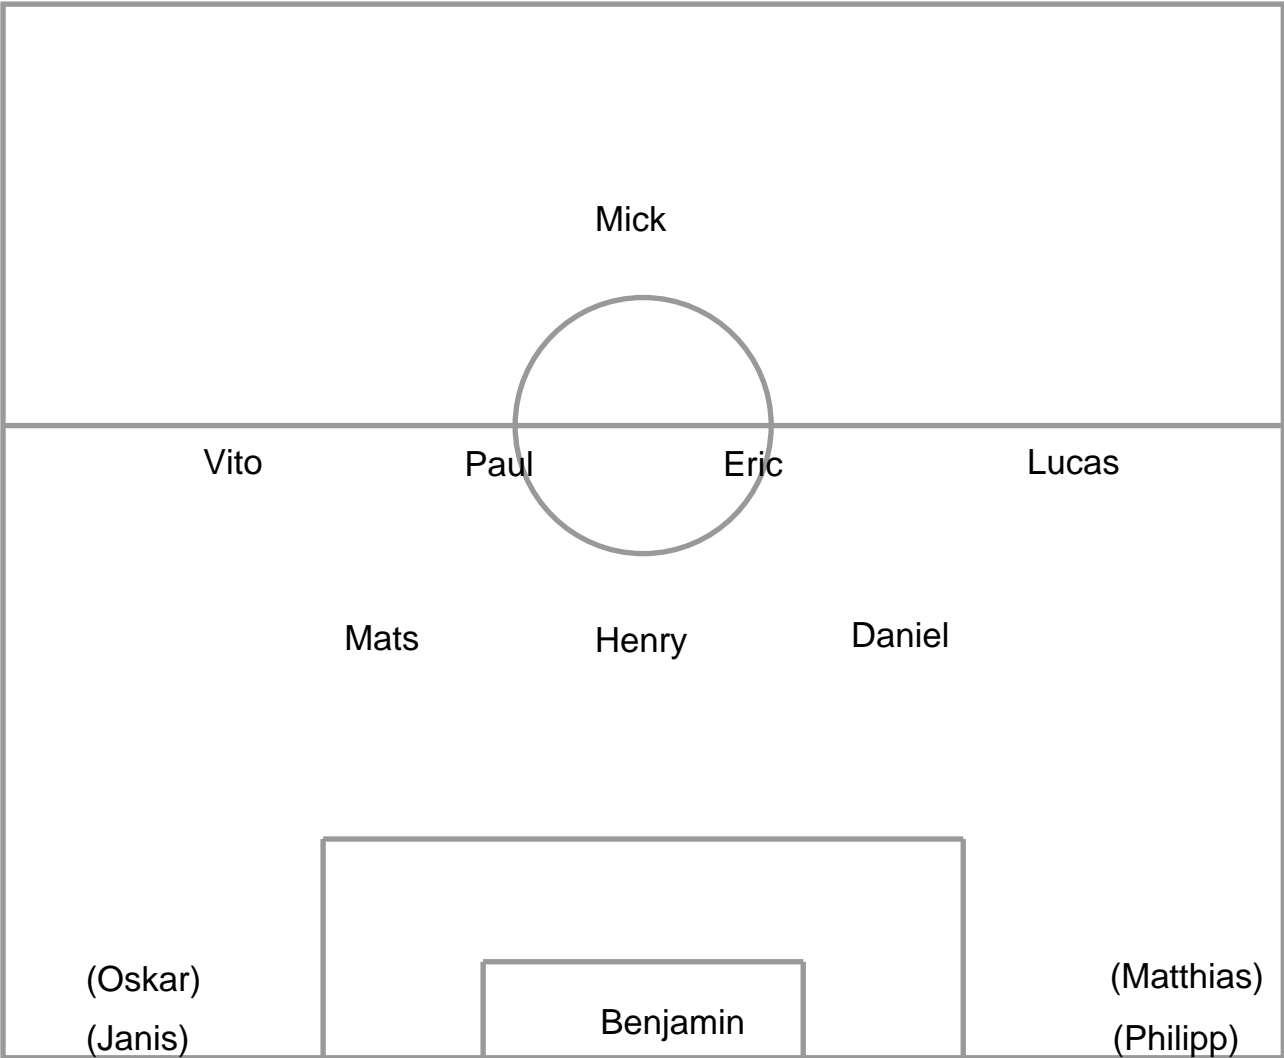 Mick
Vito Paul Eric Lucas
Mats Henry Daniel
(Oskar) (Matthias)
Benjamin
(Janis) (Philipp)